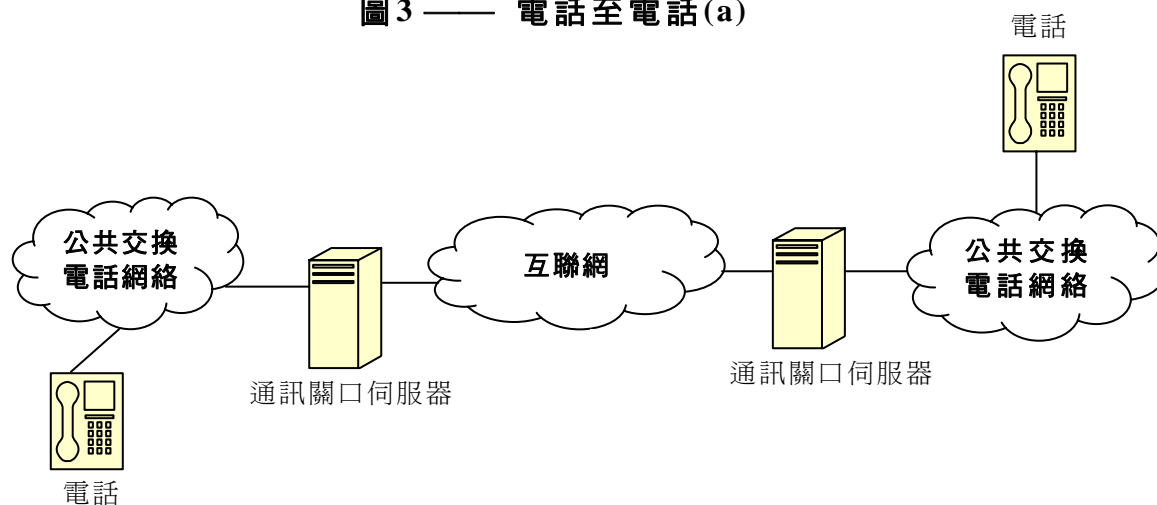 圖3 —— 電話至電話(a)
電話
公共交換
電話網絡
互聯網
公共交換
電話網絡
通訊關口伺服器
通訊關口伺服器
電話